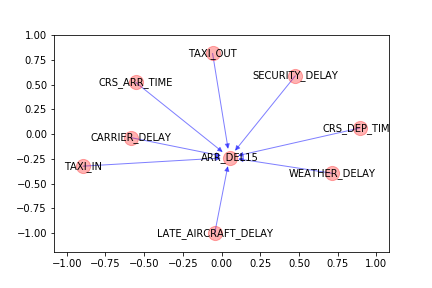 1.00
0.75
0.50
0.25
0.00
−0.25
−0.50
−0.75
−1.00
TAXI_OUT
SECURITY_DELAY
CRS_ARR_TIME
CRS_DEP_TIM
CARRIER_DELAY
ARR_DEL15
TAXI_IN
WEATHER_DELAY
LATE_AIRCRAFT_DELAY
−1.00 −0.75 −0.50 −0.25 0.00 0.25 0.50 0.75 1.00